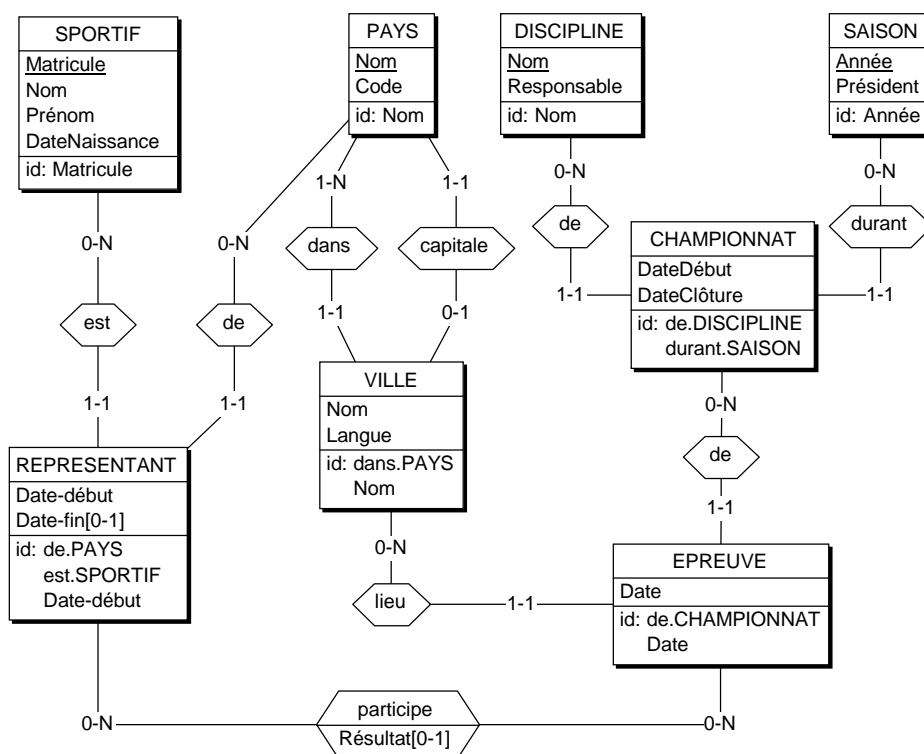 SPORTIF
Matricule
Nom
Prénom
DateNaissance
id: Matricule
PAYS
Nom
Code
id: Nom
DISCIPLINE
Nom
Responsable
id: Nom
SAISON
Année
Président
id: Année
0-N
est
1-1
0-N
de
1-1
1-N
dans
1-1
1-1
capitale
0-1
0-N
de
1-1
0-N
durant
1-1
CHAMPIONNAT
DateDébut
DateClôture
id: de.DISCIPLINE
durant.SAISON
VILLE
Nom
Langue
id: dans.PAYS
Nom
0-N
de
1-1
REPRESENTANT
Date-début
Date-fin[0-1]
id: de.PAYS
est.SPORTIF
Date-début
0-N
lieu
1-1
EPREUVE
Date
id: de.CHAMPIONNAT
Date
0-N
participe
Résultat[0-1]
0-N